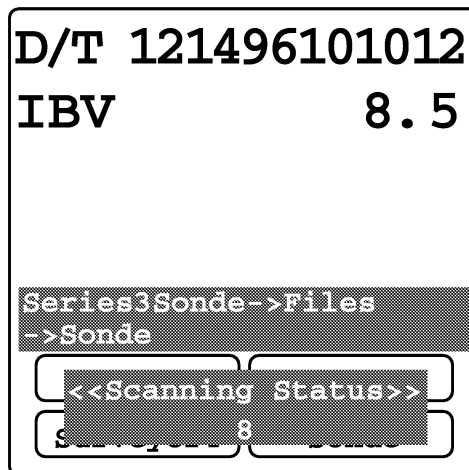 D/T 121496101012
IBV 8.5
Series3Sonde->Files
->Sonde
<<Scanning Status>>
8